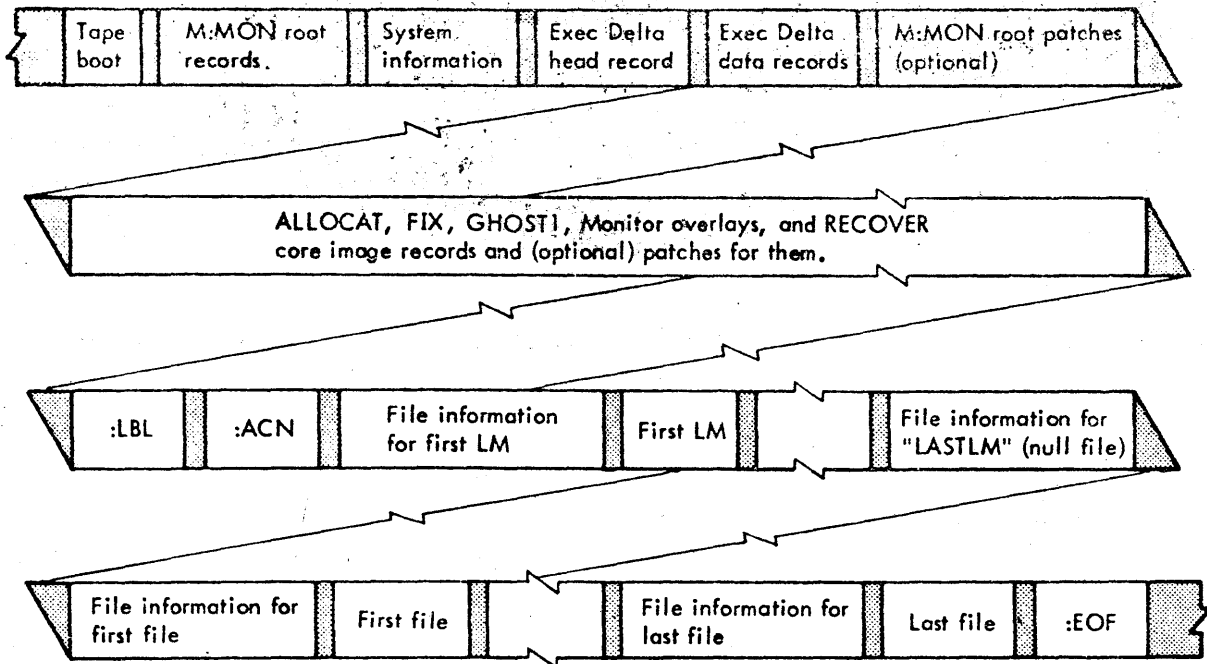 Tape
boot
M:MON root
records.
System
information
Exec Delta
head record
Exec Delta
data records
M:MON root patches
(optional)
ALLOCAT, FIX, GHOST1, Monitor overlays, and RECOVER
core image records and (optional) patches for them.
:LBL
:ACN
File information
for first LM
First LM
File information for
"LASTLM" (null file)
File information for
first file
First file
File information for
last file
Last file
:EOF